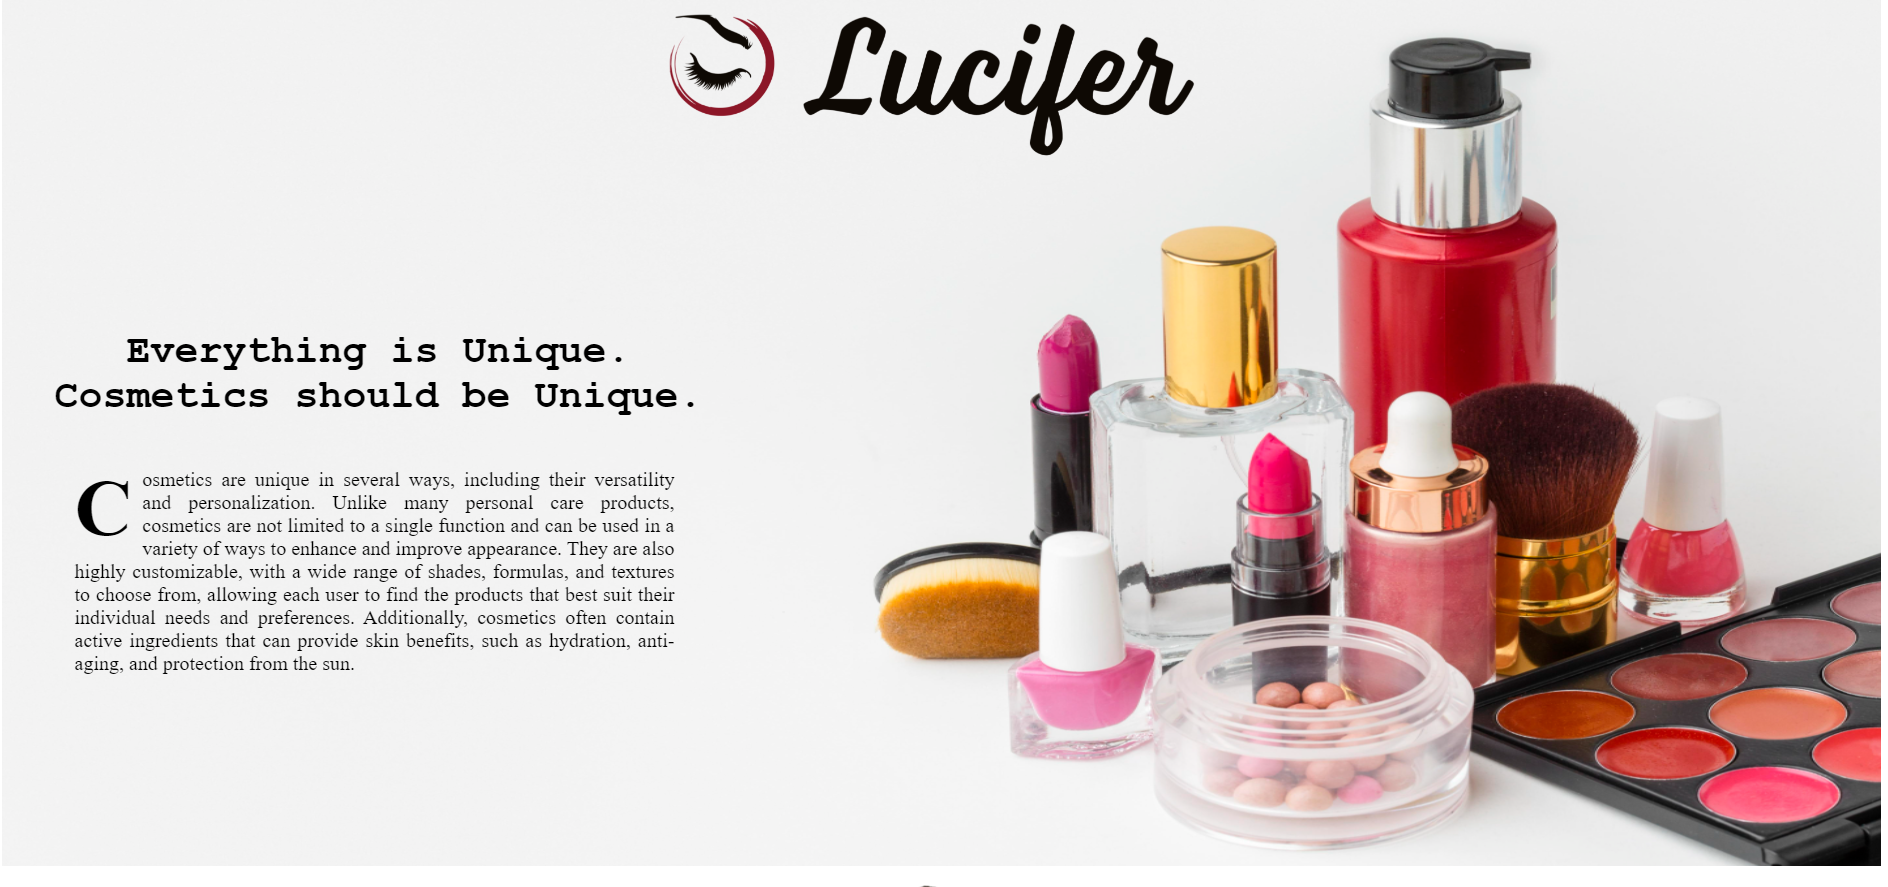 Lucifer
Everything is Unique.
Cosmetics should be Unique.
Cosmetics are unique in several ways, including their versatility
and personalization. Unlike many personal care products,
cosmetics are not limited to a single function and can be used in a
variety of ways to enhance and improve appearance. They are also
highly customizable, with a wide range of shades, formulas, and textures
to choose from, allowing each user to find the products that best suit their
individual needs and preferences. Additionally, cosmetics often contain
active ingredients that can provide skin benefits, such as hydration, anti-
aging, and protection from the sun.